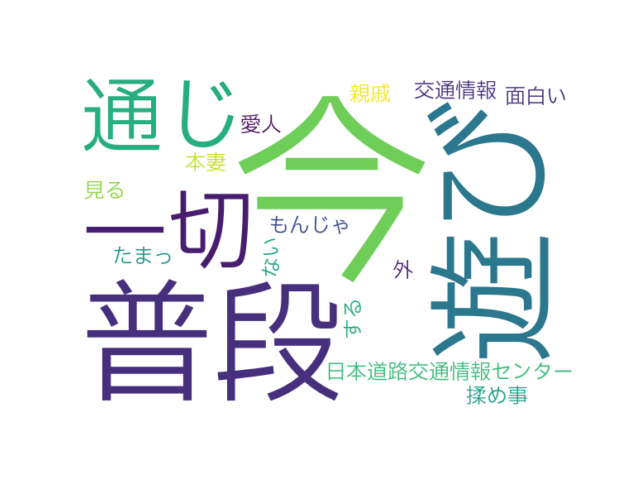 通じ
今
遊び
親戚
交通情報
面白い
愛人
本妻
見る
一切
もんじゃ
たまっ
ない
外
普段
する
日本道路交通情報センター
揉め事